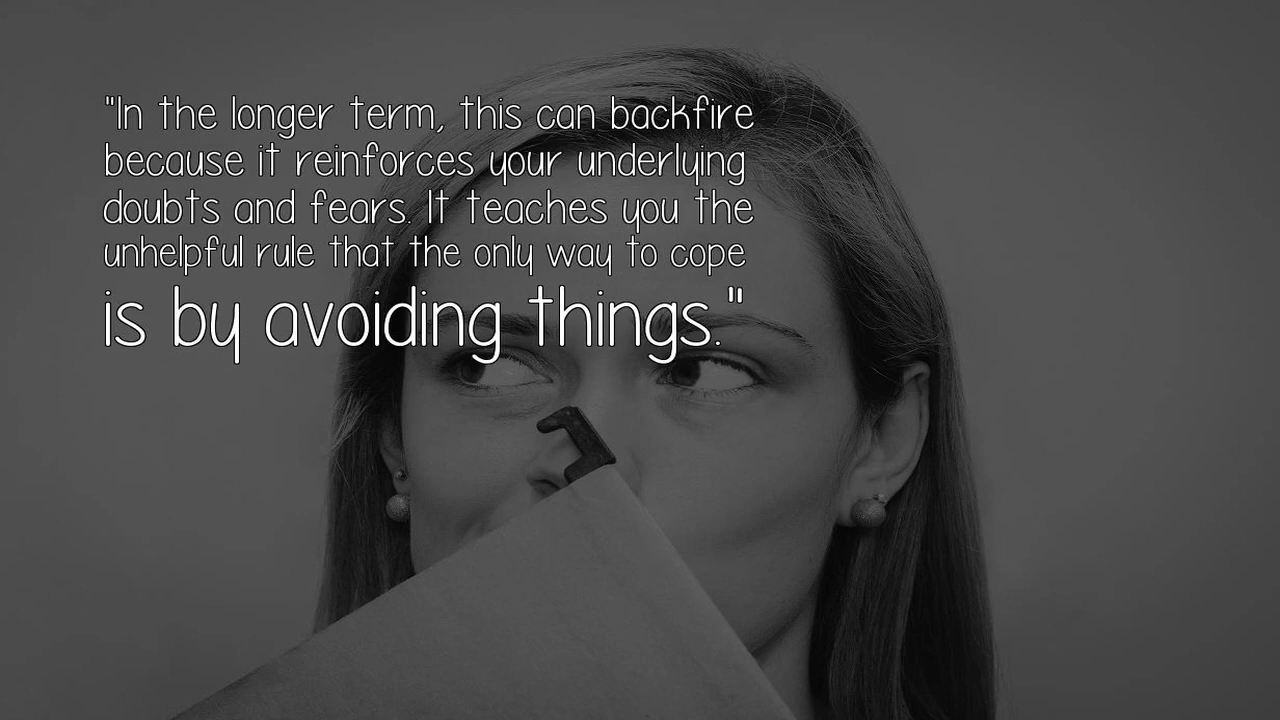 "In the longer term, this can backfire
because it reinforces your underlying
doubts and fears. It teaches you the
unhelpful rule that the only way to cope
is by avoiding things."